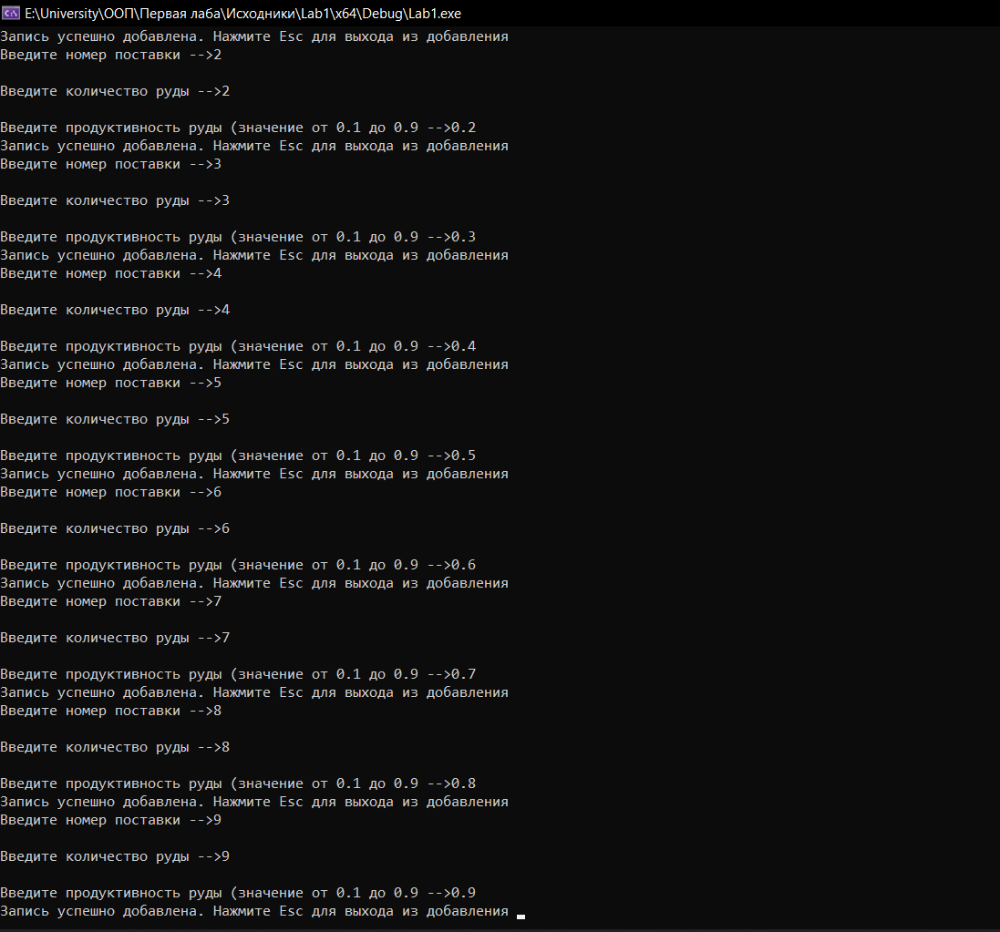 E:\University\ООП\Первая лаба\Исходники\Lab1\x64\Debug\Lab1.exe
Запись успешно добавлена. Нажмите Esc для выхода из добавления
Введите номер поставки -->2
Введите количество руды -->2
Введите продуктивность руды (значение от 0.1 до 0.9 -->0.2
Запись успешно добавлена. Нажмите Esc для выхода из добавления
Введите номер поставки -->3
Введите количество руды -->3
Введите продуктивность руды (значение от 0.1 до 0.9 -->0.3
Запись успешно добавлена. Нажмите Esc для выхода из добавления
Введите номер поставки -->4
Введите количество руды -->4
Введите продуктивность руды (значение от 0.1 до 0.9 -->0.4
Запись успешно добавлена. Нажмите Esc для выхода из добавления
Введите номер поставки -->5
Введите количество руды -->5
Введите продуктивность руды (значение от 0.1 до 0.9 -->0.5
Запись успешно добавлена. Нажмите Esc для выхода из добавления
Введите номер поставки -->6
Введите количество руды -->6
Введите продуктивность руды (значение от 0.1 до 0.9 -->0.6
Запись успешно добавлена. Нажмите Esc для выхода из добавления
Введите номер поставки -->7
Введите количество руды -->7
Введите продуктивность руды (значение от 0.1 до 0.9 -->0.7
Запись успешно добавлена. Нажмите Esc для выхода из добавления
Введите номер поставки -->8
Введите количество руды -->8
Введите продуктивность руды (значение от 0.1 до 0.9 -->0.8
Запись успешно добавлена. Нажмите Esc для выхода из добавления
Введите номер поставки -->9
Введите количество руды -->9
Введите продуктивность руды (значение от 0.1 до 0.9 -->0.9
Запись успешно добавлена. Нажмите Esc для выхода из добавления